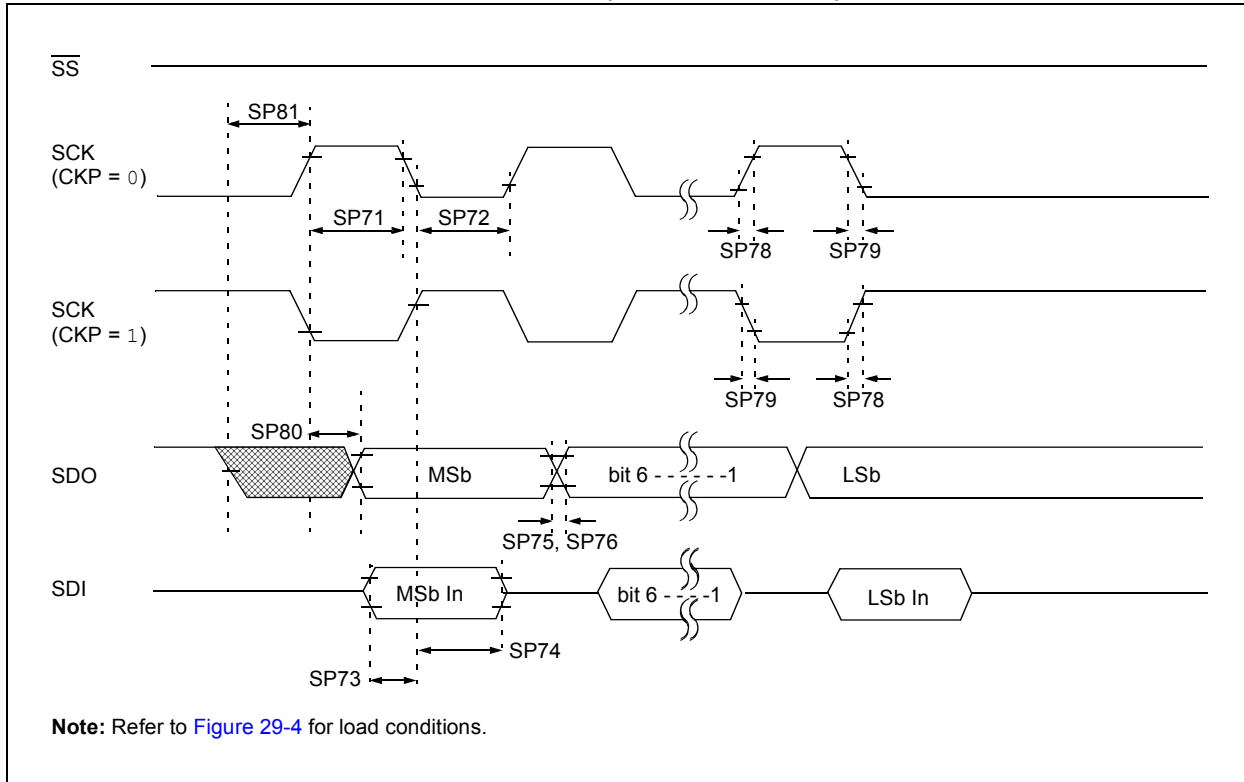 SS
SP81
SCK
(CKP = 0)
SP71
SP72
SP78
SP79
SCK
(CKP = 1)
SP79
SP78
SP80
SDO
MSb
bit 6 - - - - - -1
LSb
SP75, SP76
SDI
MSb In
bit 6 - - - -1
LSb In
SP74
SP73
Note: Refer to Figure 29-4 for load conditions.